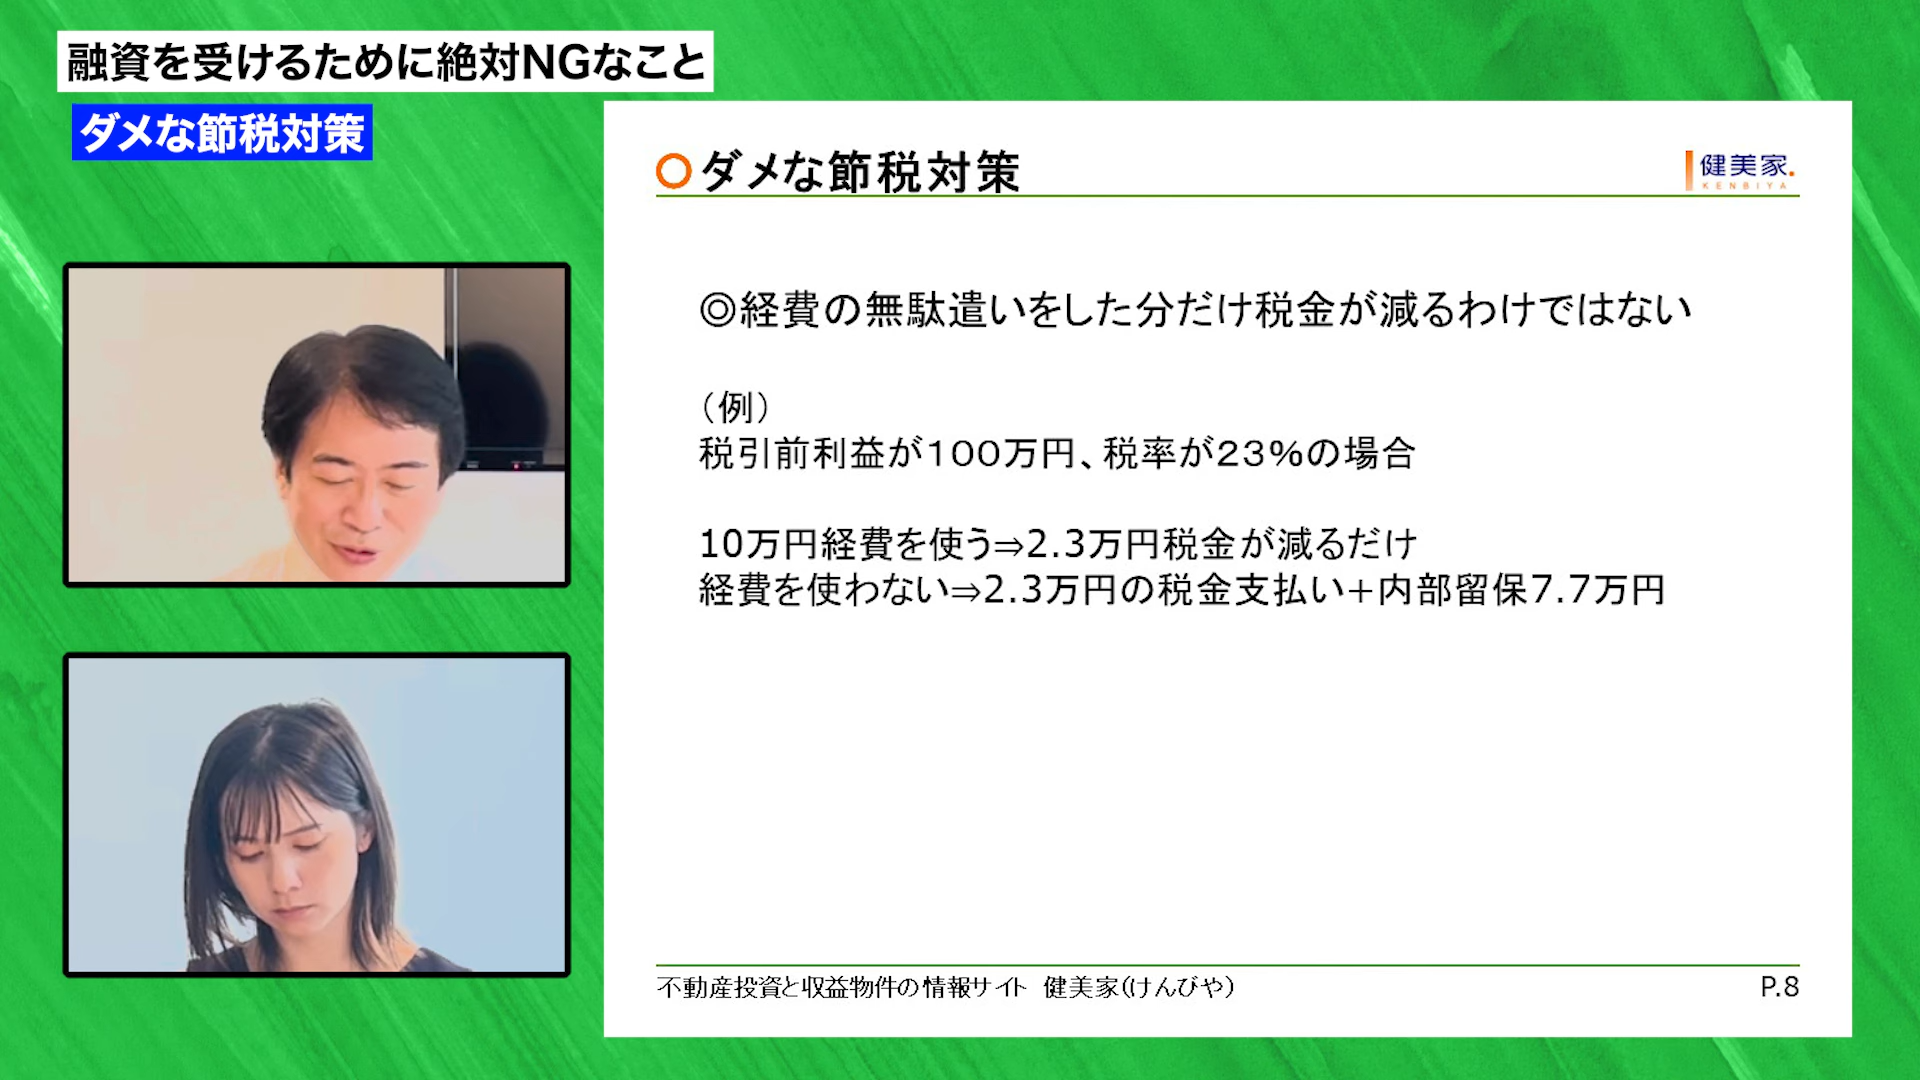 融資を受けるために絶対NGなこと
ダメな節税対策
ダメな節税対策
健美家.
KENBIYA
◎経費の無駄遣いをした分だけ税金が減るわけではない
（例）
税引前利益が１００万円、税率が２３％の場合
10万円経費を使う⇒2.3万円税金が減るだけ
経費を使わない⇒2.3万円の税金支払い＋内部留保7.7万円
不動産投資と収益物件の情報サイト　健美家（けんびや）
P.8